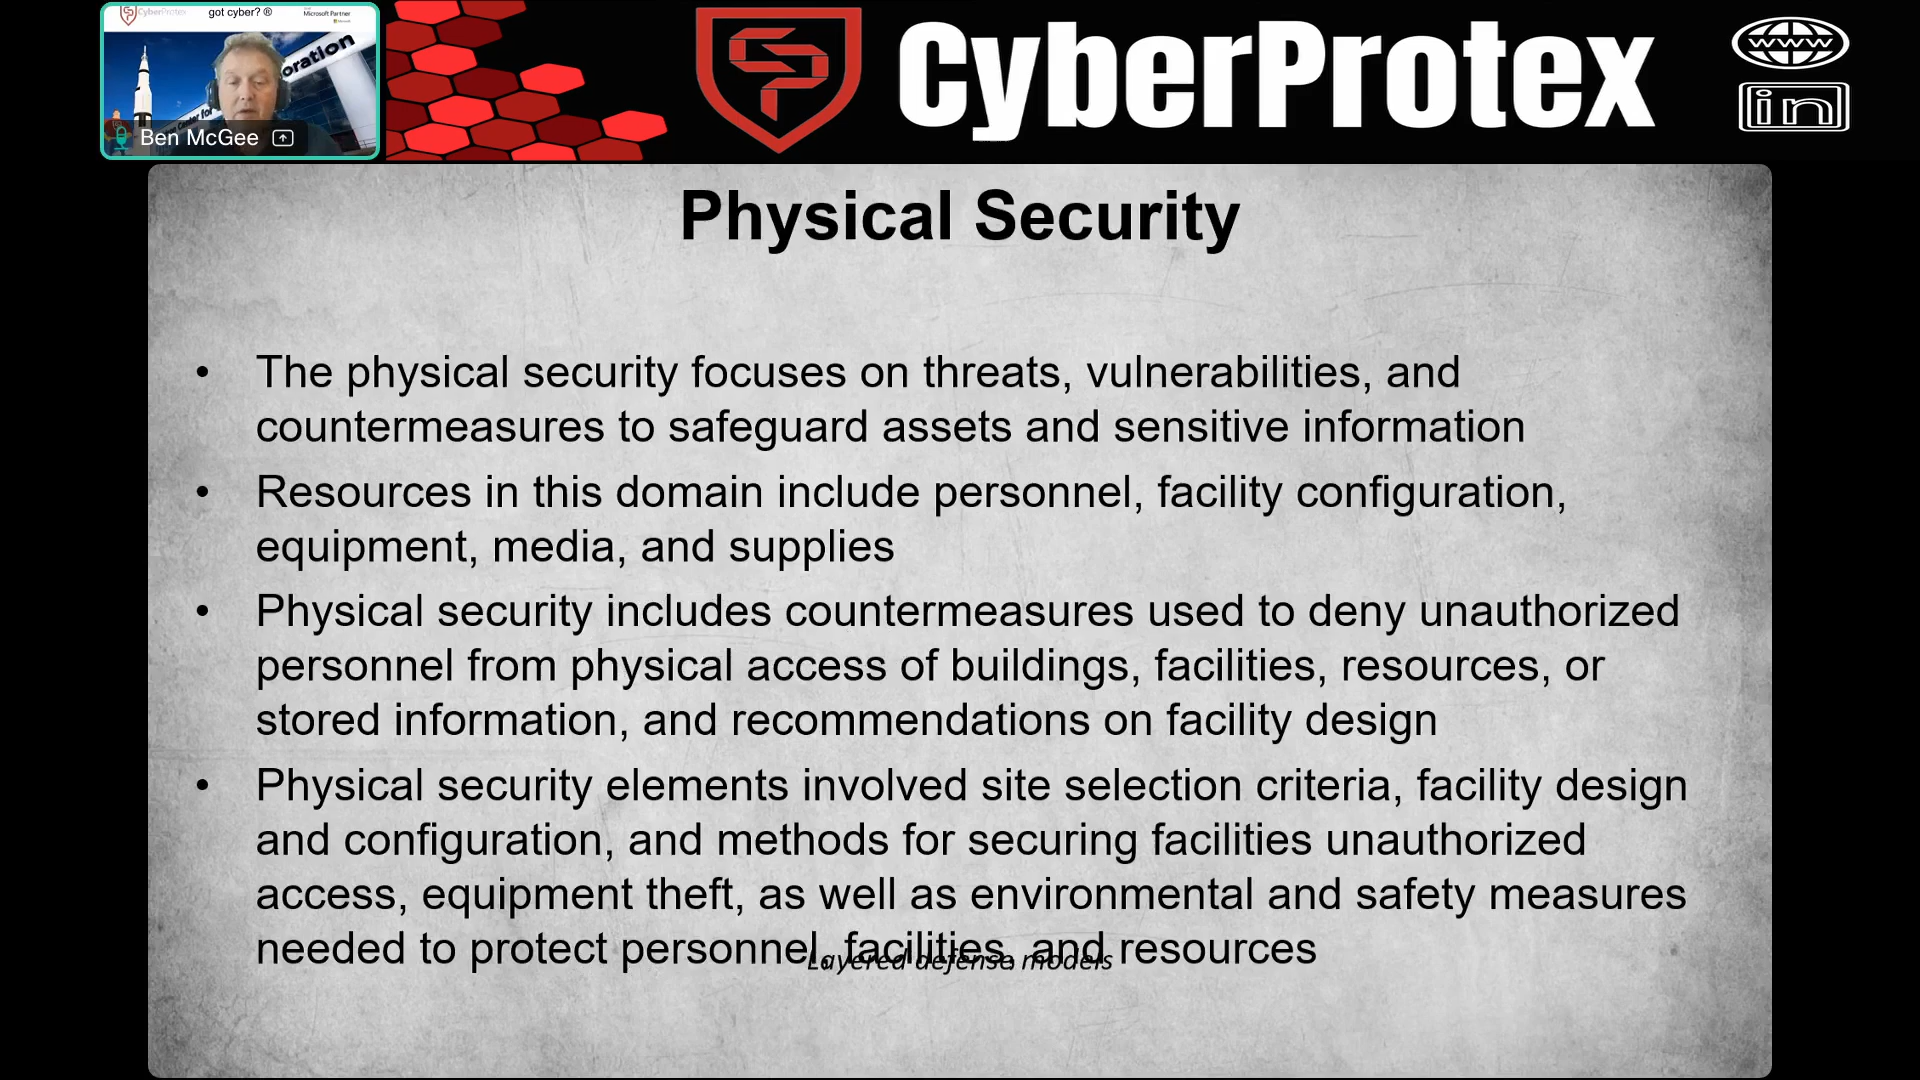 CyberProtex
got cyber? ®
Microsoft Partner
oration
Center for
Ben McGee
CyberProtex
www
in
Physical Security
• The physical security focuses on threats, vulnerabilities, and
countermeasures to safeguard assets and sensitive information
• Resources in this domain include personnel, facility configuration,
equipment, media, and supplies
• Physical security includes countermeasures used to deny unauthorized
personnel from physical access of buildings, facilities, resources, or
stored information, and recommendations on facility design
• Physical security elements involved site selection criteria, facility design
and configuration, and methods for securing facilities unauthorized
access, equipment theft, as well as environmental and safety measures
needed to protect personnel, facilities, and resources
Layered defense models